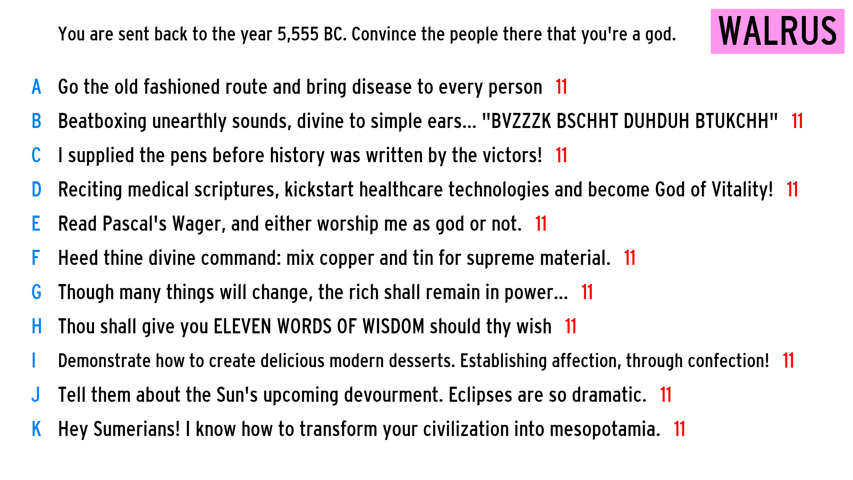 You are sent back to the year 5,555 BC. Convince the people there that you're a god.
WALRUS
A Go the old fashioned route and bring disease to every person 11
B Beatboxing unearthly sounds, divine to simple ears... "BVZZZK BSCHHT DUHDUH BTUKCHH" 11
C I supplied the pens before history was written by the victors! 11
D Reciting medical scriptures, kickstart healthcare technologies and become God of Vitality! 11
E Read Pascal's Wager, and either worship me as god or not. 11
F Heed thine divine command: mix copper and tin for supreme material. 11
G Though many things will change, the rich shall remain in power... 11
H Thou shall give you ELEVEN WORDS OF WISDOM should thy wish 11
I Demonstrate how to create delicious modern desserts. Establishing affection, through confection! 11
J Tell them about the Sun's upcoming devourment. Eclipses are so dramatic. 11
K Hey Sumerians! I know how to transform your civilization into mesopotamia. 11